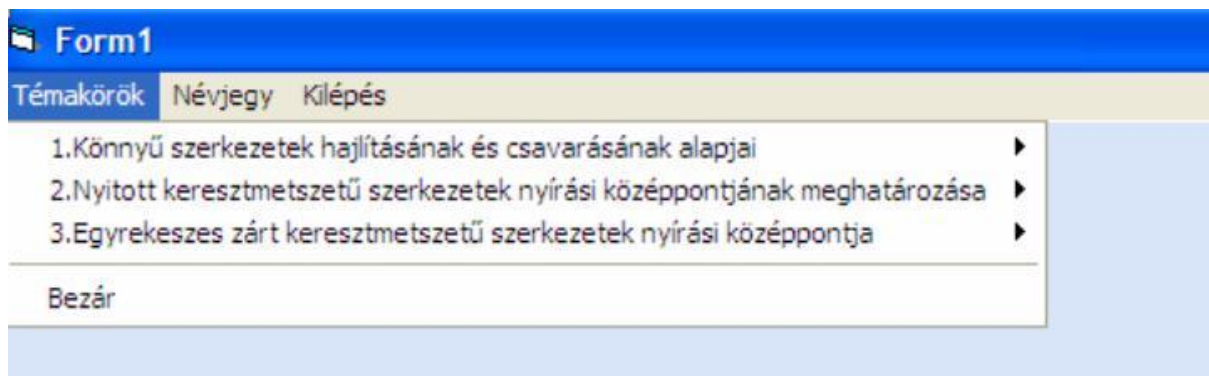 Form1
Témakörök Névjegy Kilépés
1.Könnyű szerkezetek hajlításának és csavarásának alapjai
2.Nyitott keresztmetszetű szerkezetek nyírási középpontjának meghatározása
3.Egyrekeszes zárt keresztmetszetű szerkezetek nyírási középpontja
Bezár